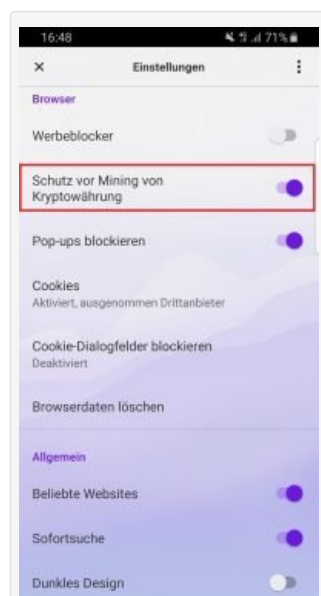 16:48
71%
Einstellungen
Browser
Werbeblocker
Schutz vor Mining von
Kryptowährung
Pop-ups blockieren
Cookies
Aktiviert, ausgenommen Drittanbieter
Cookie-Dialogfelder blockieren
Deaktiviert
Browserdaten löschen
Allgemein
Beliebte Websites
Sofortsuche
Dunkles Design